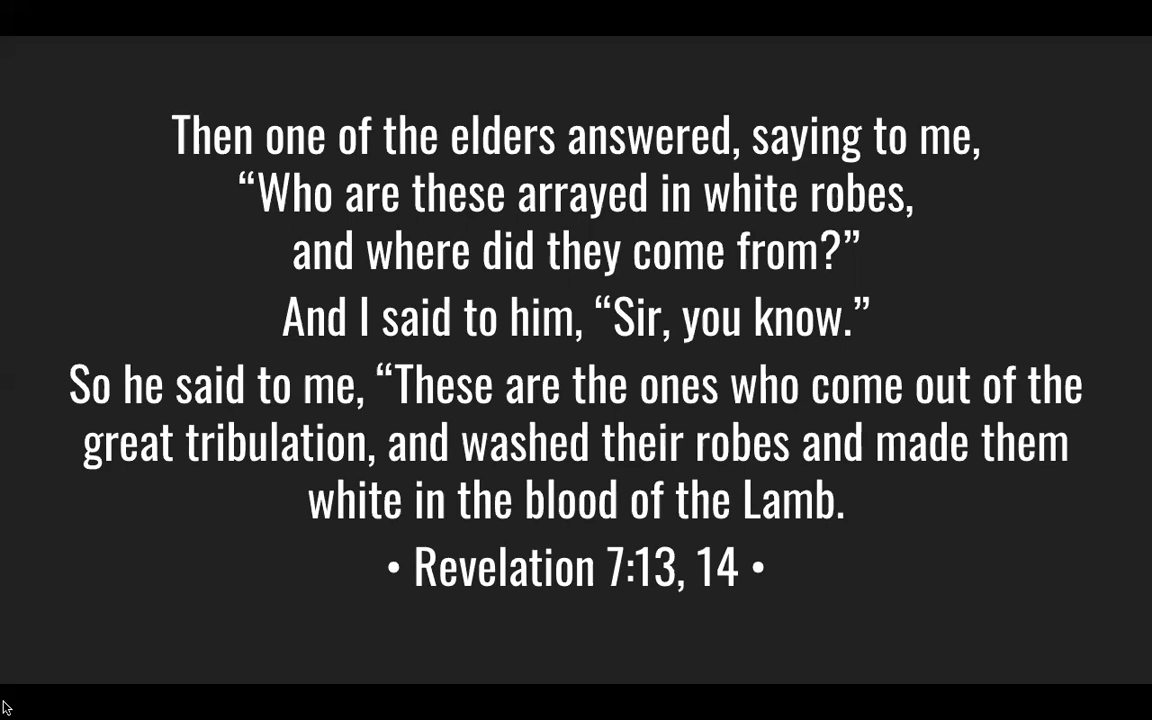 Then one of the elders answered, saying to me,
“Who are these arrayed in white robes,
and where did they come from?”
And I said to him, “Sir, you know.”
So he said to me, “These are the ones who come out of the
great tribulation, and washed their robes and made them
white in the blood of the Lamb.
• Revelation 7:13, 14 •